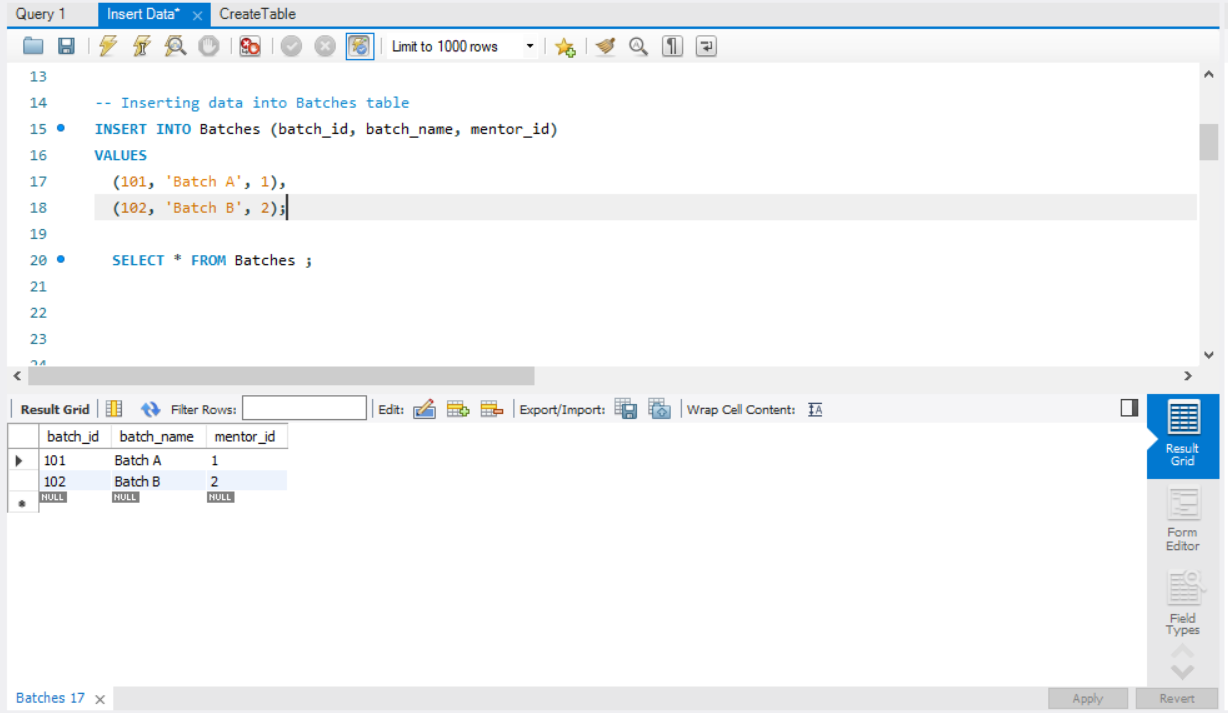 Query 1 Insert Data* CreateTable
Limit to 1000 rows
13
14 -- Inserting data into Batches table
15 INSERT INTO Batches (batch_id, batch_name, mentor_id)
16 VALUES
17 (101, 'Batch A', 1),
18 (102, 'Batch B', 2);
19
20 SELECT * FROM Batches ;
21
22
23
24
Result Grid Filter Rows: Edit: Export/Import: Wrap Cell Content: IA
batch_id batch_name mentor_id
101 Batch A 1
102 Batch B 2
NULL NULL NULL
Result
Grid
Form
Editor
Field
Types
Batches 17 Apply Revert